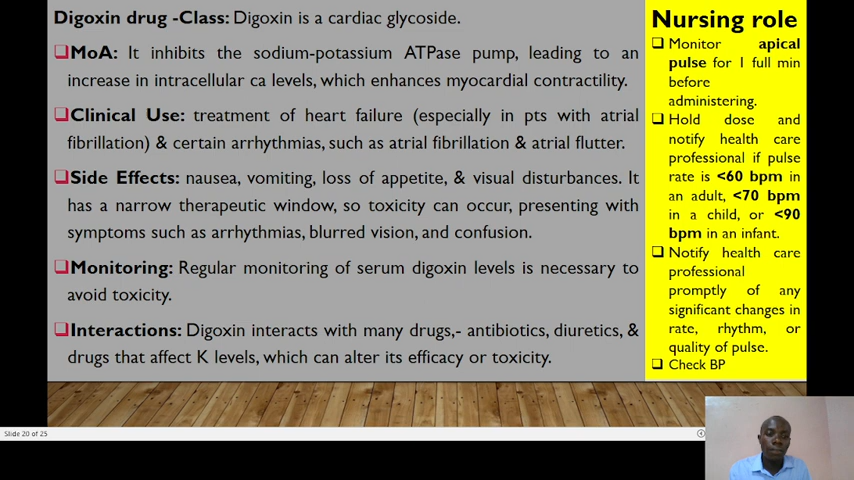 Digoxin drug -Class: Digoxin is a cardiac glycoside.
MoA: It inhibits the sodium-potassium ATPase pump, leading to an
increase in intracellular ca levels, which enhances myocardial contractility.
Clinical Use: treatment of heart failure (especially in pts with atrial
fibrillation) & certain arrhythmias, such as atrial fibrillation & atrial flutter.
Side Effects: nausea, vomiting, loss of appetite, & visual disturbances. It
has a narrow therapeutic window, so toxicity can occur, presenting with
symptoms such as arrhythmias, blurred vision, and confusion.
Monitoring: Regular monitoring of serum digoxin levels is necessary to
avoid toxicity.
Interactions: Digoxin interacts with many drugs,- antibiotics, diuretics, &
drugs that affect K levels, which can alter its efficacy or toxicity.
Nursing role
Monitor apical
pulse for 1 full min
before
administering.
Hold dose and
notify health care
professional if pulse
rate is <60 bpm in
an adult, <70 bpm
in a child, or <90
bpm in an infant.
Notify health care
professional
promptly of any
significant changes in
rate, rhythm, or
quality of pulse.
Check BP
Slide 20 of 25